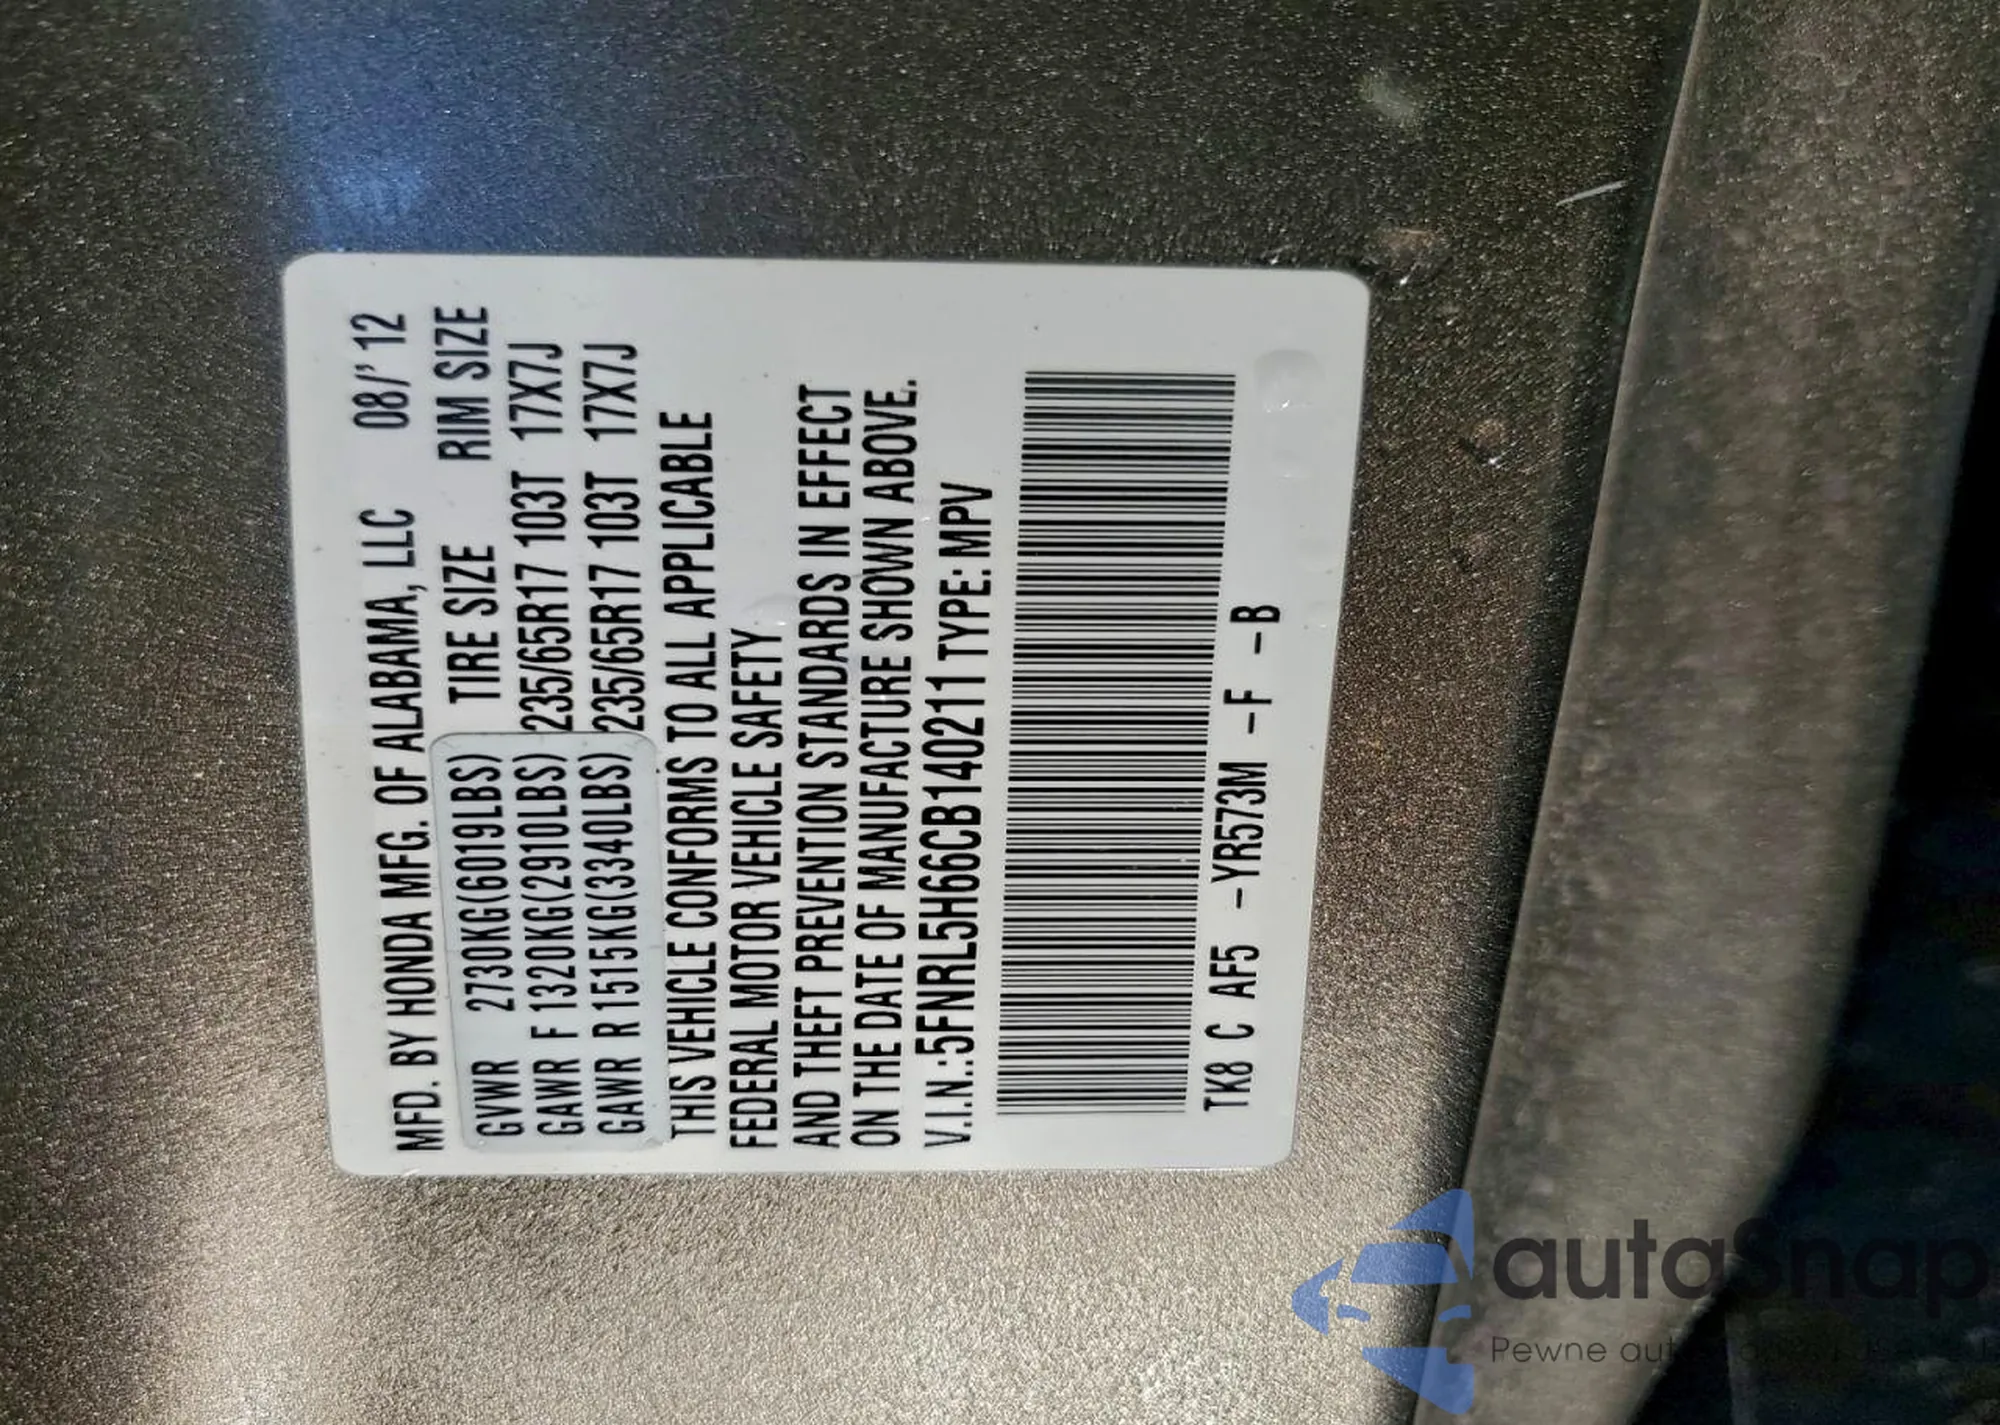 MFD. BY HONDA MFG. OF ALABAMA, LLC 08/' 12
TIRE SIZE RIM SIZE
GVWR 2730KG(6019LBS)
GAWR F 1320KG(2910LBS) 235/65R17 103T 17X7J
GAWR R 1515KG(3340LBS) 235/65R17 103T 17X7J
THIS VEHICLE CONFORMS TO ALL APPLICABLE
FEDERAL MOTOR VEHICLE SAFETY
AND THEFT PREVENTION STANDARDS IN EFFECT
ON THE DATE OF MANUFACTURE SHOWN ABOVE.
V.I.N.:5FNRL5H66CB140211 TYPE: MPV
TK8 C AF5 -YR573M -F -B
autaSnap
Pewne